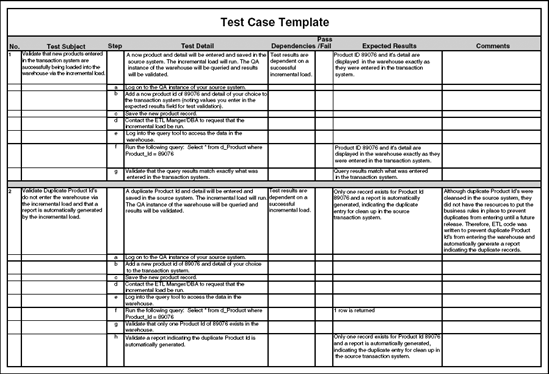 Test Case Template
No. Test Subject Step Test Detail Dependencies Pass /Fail Expected Results Comments
1 Validate that new products entered
in the transaction system are
successfully being loaded into the
warehouse via the incremental load.
A now product and detail will be entered and saved in the
source system. The incremental load will run. The QA
instance of the warehouse will be queried and results
will be validated.
Test results are
dependent on a
successful
incremental load.
Product ID 89076 and it's detail are
displayed in the warehouse exactly as
they were entered in the transaction
system.
a Log on to the QA instance of your source system.
b Add a now product id of 89076 and detail of your choice to
the transaction system (noting values you enter in the
expected results field for test validation).
c Save the new product record.
d Contact the ETL Manger/DBA to request that the
incremental load be run.
e Log into the query tool to access the data in the
warehouse.
f Run the following query: Select * from d_Product where
Product_Id = 89076
Product ID 89076 and it's detail are
displayed in the warehouse exactly as they
were entered in the transaction system.
g Validate that the query results match exactly what was
entered in the transaction system.
Query results match what was entered
in the transaction system.
2 Validate Duplicate Product Id's
do not enter the warehouse via
the incremental load and that a
report is automatically generated
by the incremental load.
A duplicate Product Id and detail will be entered and
saved in the source system. The incremental load will run.
The QA instance of the warehouse will be queried and
results will be validated.
Test results are
dependent on a
successful
incremental load.
Only one record exists for Product Id
89076 and a report is automatically
generated, indicating the duplicate
entry for clean up in the source
transaction system.
Although duplicate Product Id's were
cleansed in the source system, they
did not have the resources to put the
business rules in place to prevent
duplicates from entering until a future
release. Therefore, ETL code was
written to prevent duplicate Product
Id's from entering the warehouse and
automatically generate a report
indicating the duplicate records.
a Log on to the QA instance of your source system.
b Add a new product id of 89076 and detail of your choice
to the transaction system.
c Save the new product record.
d Contact the ETL Manger/DBA to request that the
incremental load be run.
e Log into the query tool to access the data in the
warehouse.
f Run the following query: Select * from d_Product where
Product_Id = 89076
1 row is returned
g Validate that only one Product Id of 89076 exists in the
warehouse.
h Validate a report indicating the duplicate Product Id is
automatically generated.
Only one record exists for Product Id 89076
and a report is automatically generated,
indicating the duplicate entry for clean up in
the source transaction system.